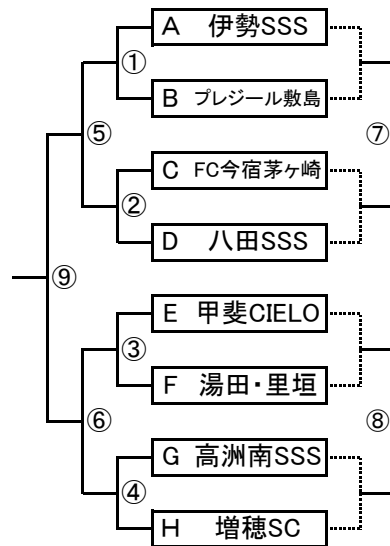 A 伊勢SSS
①
B プレジール敷島
⑤
⑦
C FC今宿茅ヶ崎
②
D 八田SSS
⑨
E 甲斐CIELO
③
F 湯田・里垣
⑥
⑧
G 高洲南SSS
④
H 増穂SC